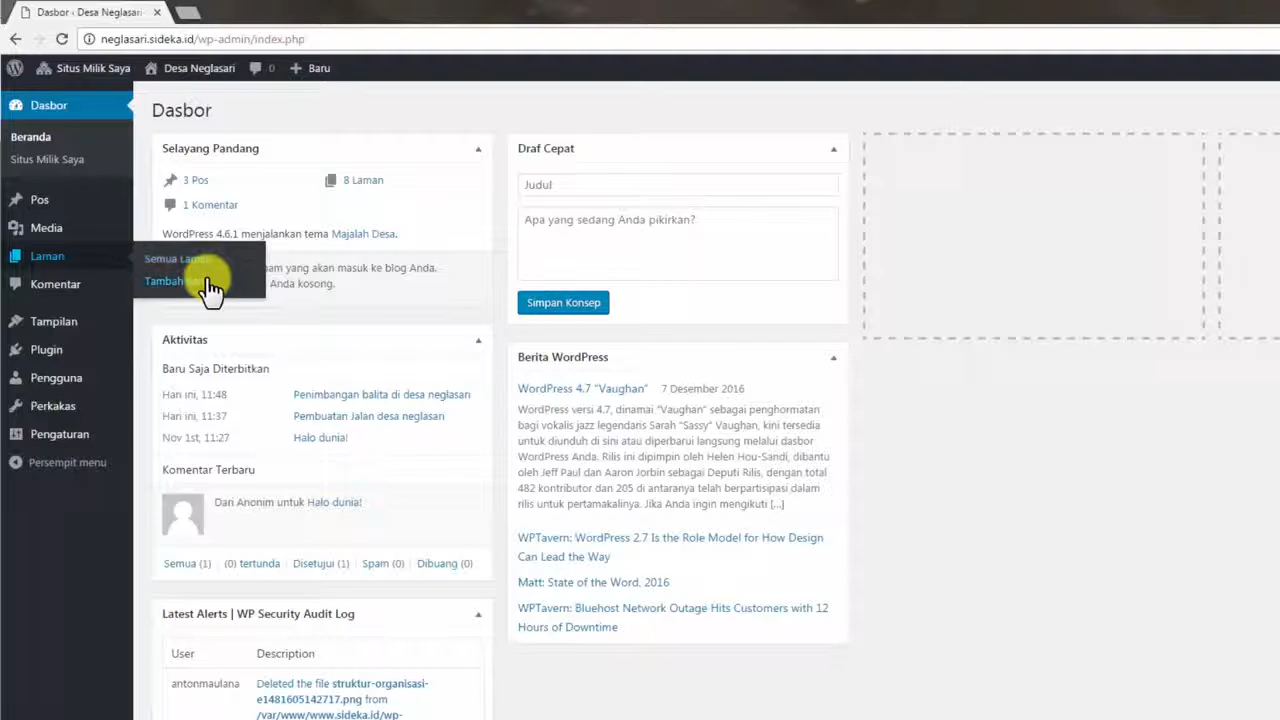 Dasbor ‹ Desa Neglasari
neglasari.sideka.id/wp-admin/index.php
Situs Milik Saya
Desa Neglasari
0
Baru
Dasbor
Beranda
Situs Milik Saya
Pos
Media
Laman
Semua
Tambah
Komentar
Tampilan
Plugin
Pengguna
Perkakas
Pengaturan
Persempit menu
Dasbor
Selayang Pandang
3 Pos
8 Laman
1 Komentar
WordPress 4.6.1 menjalankan tema Majalah Desa.
yang akan masuk ke blog Anda.
Anda kosong.
Aktivitas
Baru Saja Diterbitkan
Hari ini, 11:48 Penimbangan balita di desa neglasari
Hari ini, 11:37 Pembuatan Jalan desa neglasari
Nov 1st, 11:27 Halo dunia!
Komentar Terbaru
Dari Anonim untuk Halo dunia!
Semua (1) | (0) tertunda | Disetujui (1) | Spam (0) | Dibuang (0)
Latest Alerts | WP Security Audit Log
User Description
antonmaulana Deleted the file struktur-organisasi-
e1481605142717.png from
/var/www/www.sideka.id/wp-
Draf Cepat
Judul
Apa yang sedang Anda pikirkan?
Simpan Konsep
Berita WordPress
WordPress 4.7 “Vaughan” 7 Desember 2016
WordPress versi 4.7, dinamai “Vaughan” sebagai penghormatan
bagi vokalis jazz legendaris Sarah “Sassy” Vaughan, kini tersedia
untuk diunduh di sini atau diperbarui langsung melalui dasbor
WordPress Anda. Rilis ini dipimpin oleh Helen Hou-Sandi, dibantu
oleh Jeff Paul dan Aaron Jorbin sebagai Deputi Rilis, dengan total
482 kontributor dan 205 di antaranya telah berpartisipasi dalam
rilis untuk pertamakalinya. Jika Anda ingin mengikuti [...]
WPTavern: WordPress 2.7 Is the Role Model for How Design
Can Lead the Way
Matt: State of the Word, 2016
WPTavern: Bluehost Network Outage Hits Customers with 12
Hours of Downtime